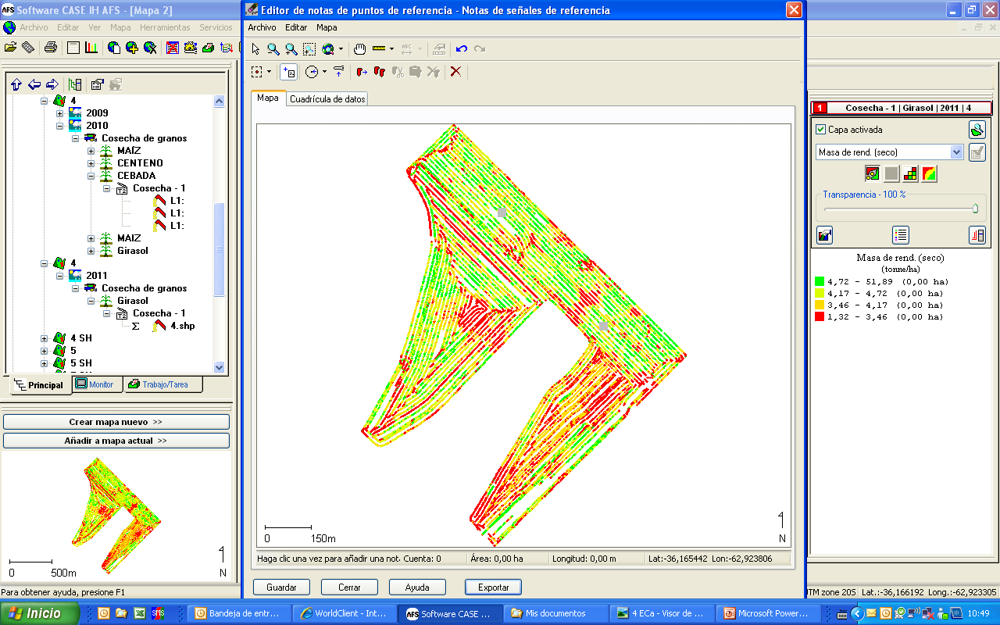 Software CASE IH AFS - [Mapa 2]
Archivo Editar Ver Mapa Herramientas Servicios
Editor de notas de puntos de referencia - Notas de señales de referencia
Archivo Editar Mapa
Mapa
Cuadrícula de datos
4
2009
2010
Cosecha de granos
MAÍZ
CENTENO
CEBADA
Cosecha - 1
L1:
L1:
L1:
MAIZ
Girasol
4
2011
Cosecha de granos
Girasol
Cosecha - 1
Σ 4.shp
4 SH
5
5 SH
Principal
Monitor
Trabajo/Tarea
Crear mapa nuevo >>
Añadir a mapa actual >>
0 500m
N
0 150m
N
Haga clic una vez para añadir una not. Cuenta: 0
Área: 0,00 ha
Longitud: 0,00 m
Lat:-36,165442 Lon:-62,923806
Guardar
Cerrar
Ayuda
Exportar
1 Cosecha - 1 | Girasol | 2011 | 4
Capa activada
Masa de rend. (seco)
Transparencia - 100 %
Masa de rend. (seco)
(tonne/ha)
4,72 - 51,89 (0,00 ha)
4,17 - 4,72 (0,00 ha)
3,46 - 4,17 (0,00 ha)
1,32 - 3,46 (0,00 ha)
Para obtener ayuda, presione F1
TM zone 20S
Lat.:-36,166192 Long.:-62,923305
Inicio
Bandeja de entr...
WorldClient - Int...
Software CASE ...
Mis documentos
4 ECa - Visor de ...
Microsoft Power...
10:49